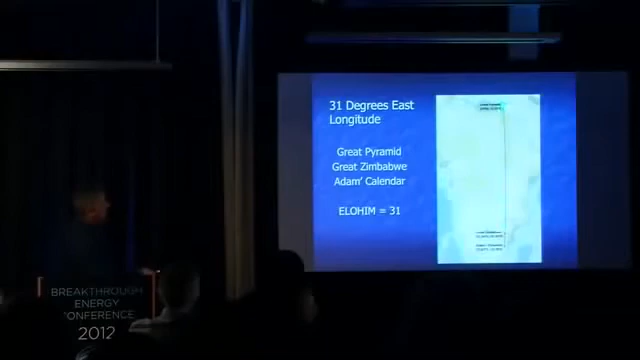 31 Degrees East
Longitude
Great Pyramid
Great Zimbabwe
Adam' Calendar
ELOHIM = 31
BREAKTHROUGH
ENERGY
CONFERENCE
2012